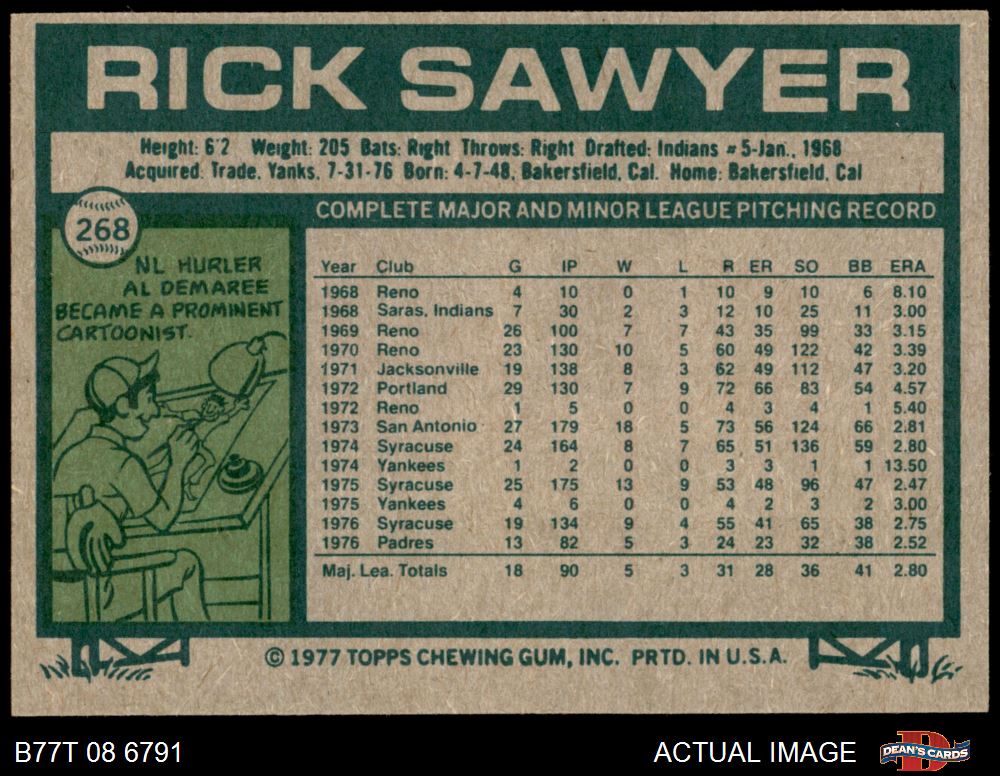 RICK SAWYER
Height: 6'2 Weight: 205 Bats: Right Throws: Right Drafted: Indians #5-Jan., 1968
Acquired: Trade, Yanks, 7-31-76 Born: 4-7-48, Bakersfield, Cal. Home: Bakersfield, Cal
268
COMPLETE MAJOR AND MINOR LEAGUE PITCHING RECORD
NL HURLER
AL DEMAREE
BECAME A PROMINENT
CARTOONIST.
Year Club G IP W L R ER SO BB ERA
1968 Reno 4 10 0 1 10 9 10 6 8.10
1968 Saras. Indians 7 30 2 3 12 10 25 11 3.00
1969 Reno 26 100 7 7 43 35 99 33 3.15
1970 Reno 23 130 10 5 60 49 122 42 3.39
1971 Jacksonville 19 138 8 3 62 49 112 47 3.20
1972 Portland 29 130 7 9 72 66 83 54 4.57
1972 Reno 1 5 0 0 4 3 4 1 5.40
1973 San Antonio 27 179 18 5 73 56 124 66 2.81
1974 Syracuse 24 164 8 7 65 51 136 59 2.80
1974 Yankees 1 2 0 0 3 3 1 1 13.50
1975 Syracuse 25 175 13 9 53 48 96 47 2.47
1975 Yankees 4 6 0 0 4 2 3 2 3.00
1976 Syracuse 19 134 9 4 55 41 65 38 2.75
1976 Padres 13 82 5 3 24 23 32 38 2.52
Maj. Lea. Totals 18 90 5 3 31 28 36 41 2.80
© 1977 TOPPS CHEWING GUM, INC. PRTD. IN U.S.A.
B77T 08 6791
ACTUAL IMAGE
D
DEAN'S CARDS